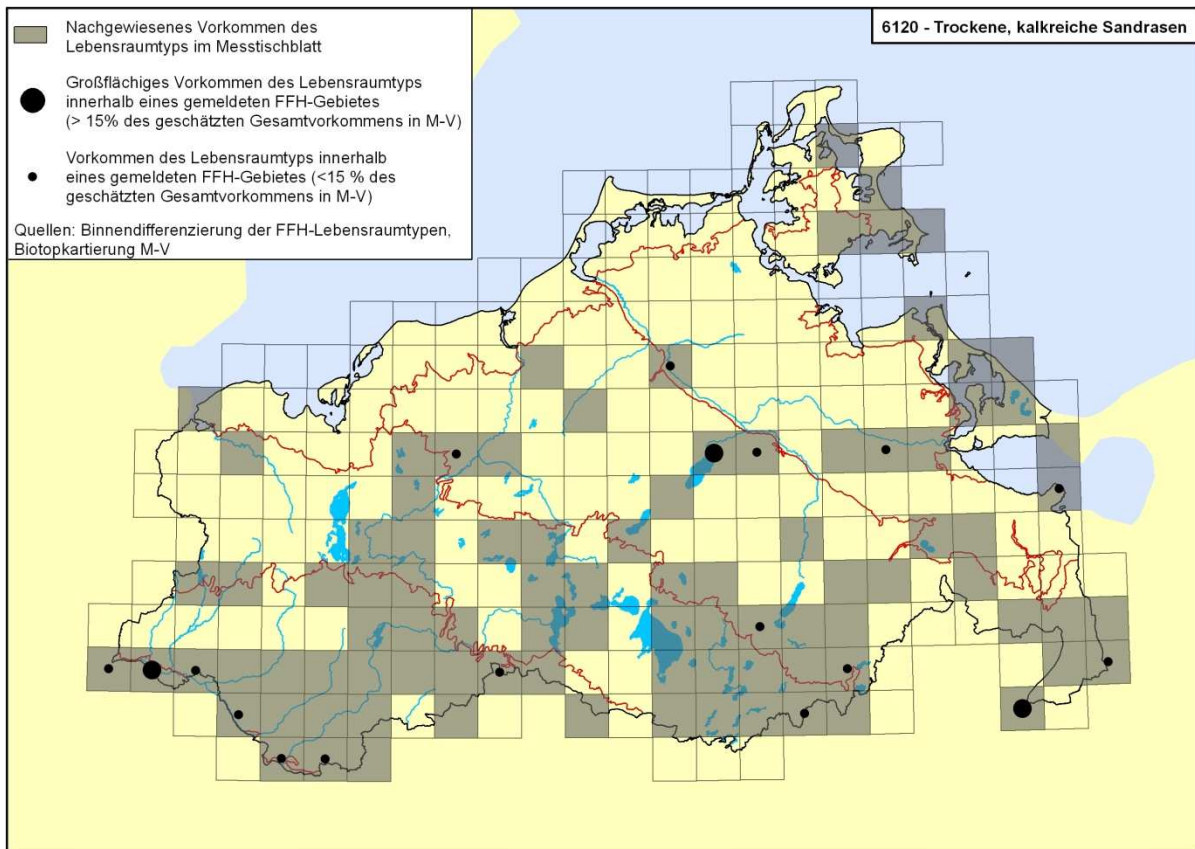 6120 - Trockene, kalkreiche Sandrasen
Nachgewiesenes Vorkommen des
Lebensraumtyps im Messtischblatt
Großflächiges Vorkommen des Lebensraumtyps
innerhalb eines gemeldeten FFH-Gebietes
(> 15% des geschätzten Gesamtvorkommens in M-V)
Vorkommen des Lebensraumtyps innerhalb
eines gemeldeten FFH-Gebietes (<15 % des
geschätzten Gesamtvorkommens in M-V)
Quellen: Binnendifferenzierung der FFH-Lebensraumtypen,
Biotopkartierung M-V